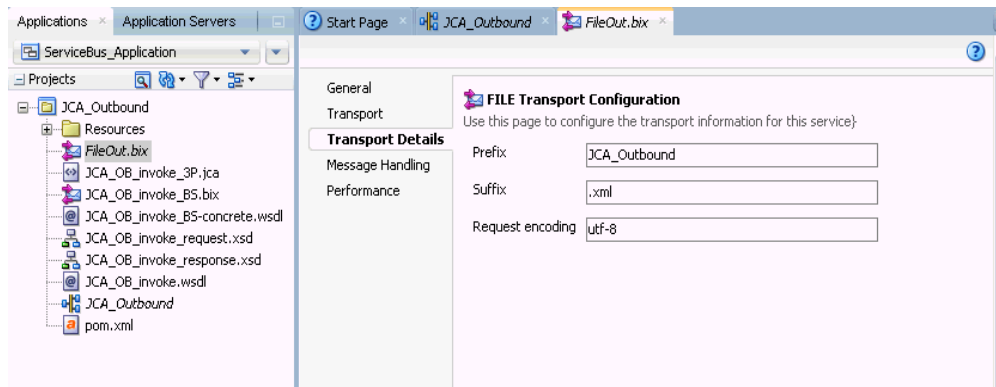 Applications
Application Servers
Start Page
JCA_Outbound
FileOut.bix
ServiceBus_Application
Projects
JCA_Outbound
Resources
FileOut.bix
JCA_OB_invoke_3P.jca
JCA_OB_invoke_BS.bix
JCA_OB_invoke_BS-concrete.wsdl
JCA_OB_invoke_request.xsd
JCA_OB_invoke_response.xsd
JCA_OB_invoke.wsdl
JCA_Outbound
pom.xml
General
Transport
Transport Details
Message Handling
Performance
FILE Transport Configuration
Use this page to configure the transport information for this service}
Prefix JCA_Outbound
Suffix .xml
Request encoding utf-8